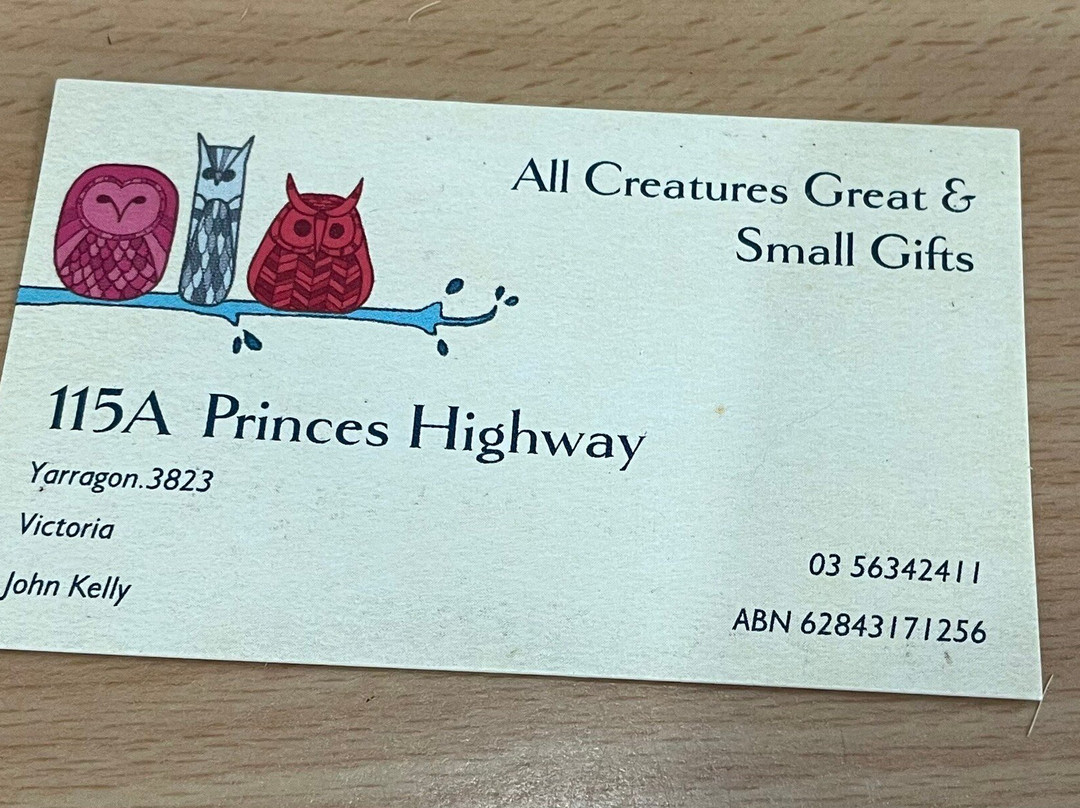 All Creatures Great &
Small Gifts
115A Princes Highway
Yarragon.3823
Victoria
John Kelly
03 56342411
ABN 62843171256